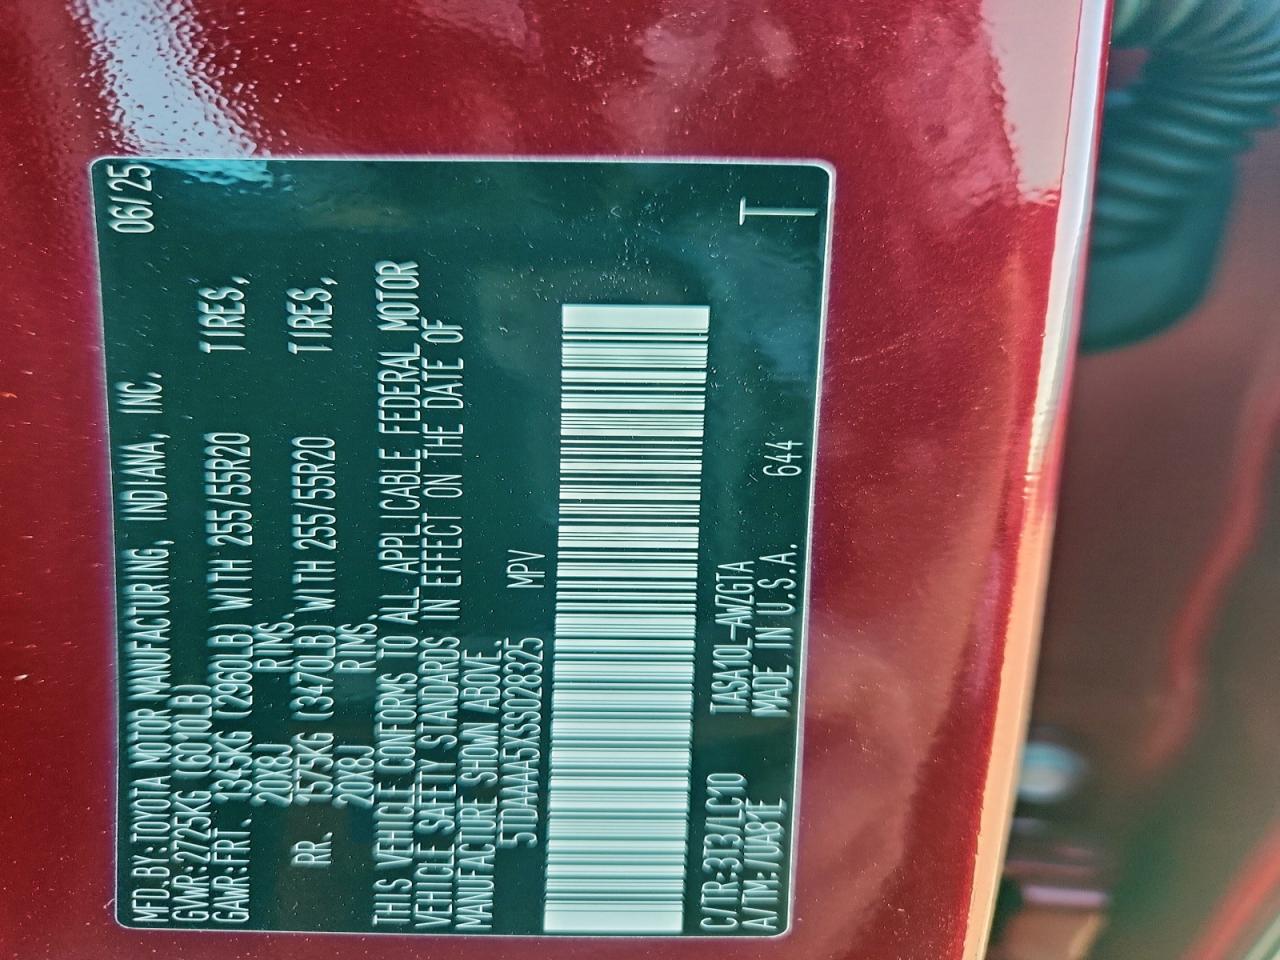 MFD.BY:TOYOTA MOTOR MANUFACTURING, INDIANA, INC. 06/25
GVWR:2725KG (6010LB)
GAWR:FRT. 1345KG (2960LB) WITH 255/55R20 TIRES,
20X8J RIMS.
RR. 1575KG (3470LB) WITH 255/55R20 TIRES,
20X8J RIMS.
THIS VEHICLE CONFORMS TO ALL APPLICABLE FEDERAL MOTOR
VEHICLE SAFETY STANDARDS IN EFFECT ON THE DATE OF
MANUFACTURE SHOWN ABOVE.
5TDAAAA5XSS028325 MPV
C/TR:3T3/LC10 TASA10L-AWZGTA
A/TM:/UA81E MADE IN U.S.A. 644 T